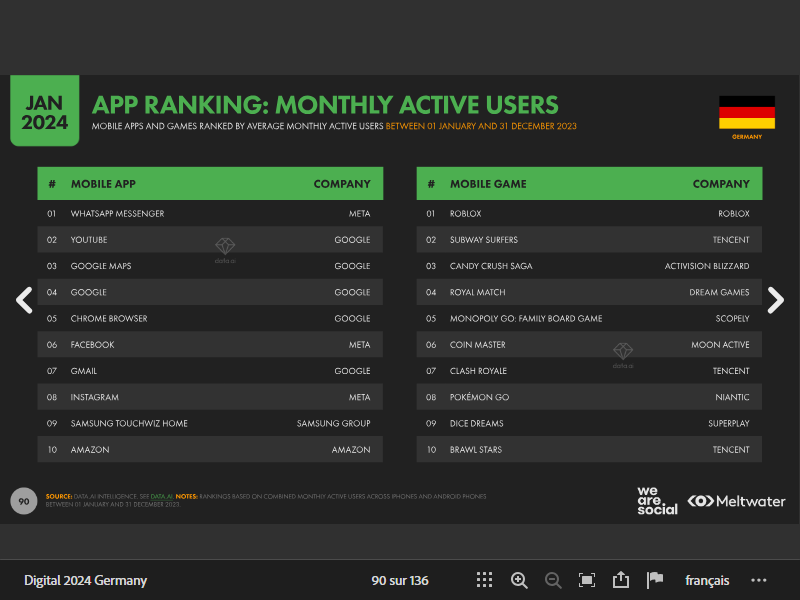 JAN
2024
APP RANKING: MONTHLY ACTIVE USERS
MOBILE APPS AND GAMES RANKED BY AVERAGE MONTHLY ACTIVE USERS BETWEEN 01 JANUARY AND 31 DECEMBER 2023
GERMANY
# MOBILE APP COMPANY
01 WHATSAPP MESSENGER META
02 YOUTUBE GOOGLE
03 GOOGLE MAPS GOOGLE
04 GOOGLE GOOGLE
05 CHROME BROWSER GOOGLE
06 FACEBOOK META
07 GMAIL GOOGLE
08 INSTAGRAM META
09 SAMSUNG TOUCHWIZ HOME SAMSUNG GROUP
10 AMAZON AMAZON
data.ai
# MOBILE GAME COMPANY
01 ROBLOX ROBLOX
02 SUBWAY SURFERS TENCENT
03 CANDY CRUSH SAGA ACTIVISION BLIZZARD
04 ROYAL MATCH DREAM GAMES
05 MONOPOLY GO: FAMILY BOARD GAME SCOPELY
06 COIN MASTER MOON ACTIVE
07 CLASH ROYALE TENCENT
08 POKÉMON GO NIANTIC
09 DICE DREAMS SUPERPLAY
10 BRAWL STARS TENCENT
data.ai
90
SOURCE: DATA.AI INTELLIGENCE. SEE DATA.AI. NOTES: RANKINGS BASED ON COMBINED MONTHLY ACTIVE USERS ACROSS IPHONES AND ANDROID PHONES
BETWEEN 01 JANUARY AND 31 DECEMBER 2023.
we
are.
social
Meltwater
Digital 2024 Germany
90 sur 136
français